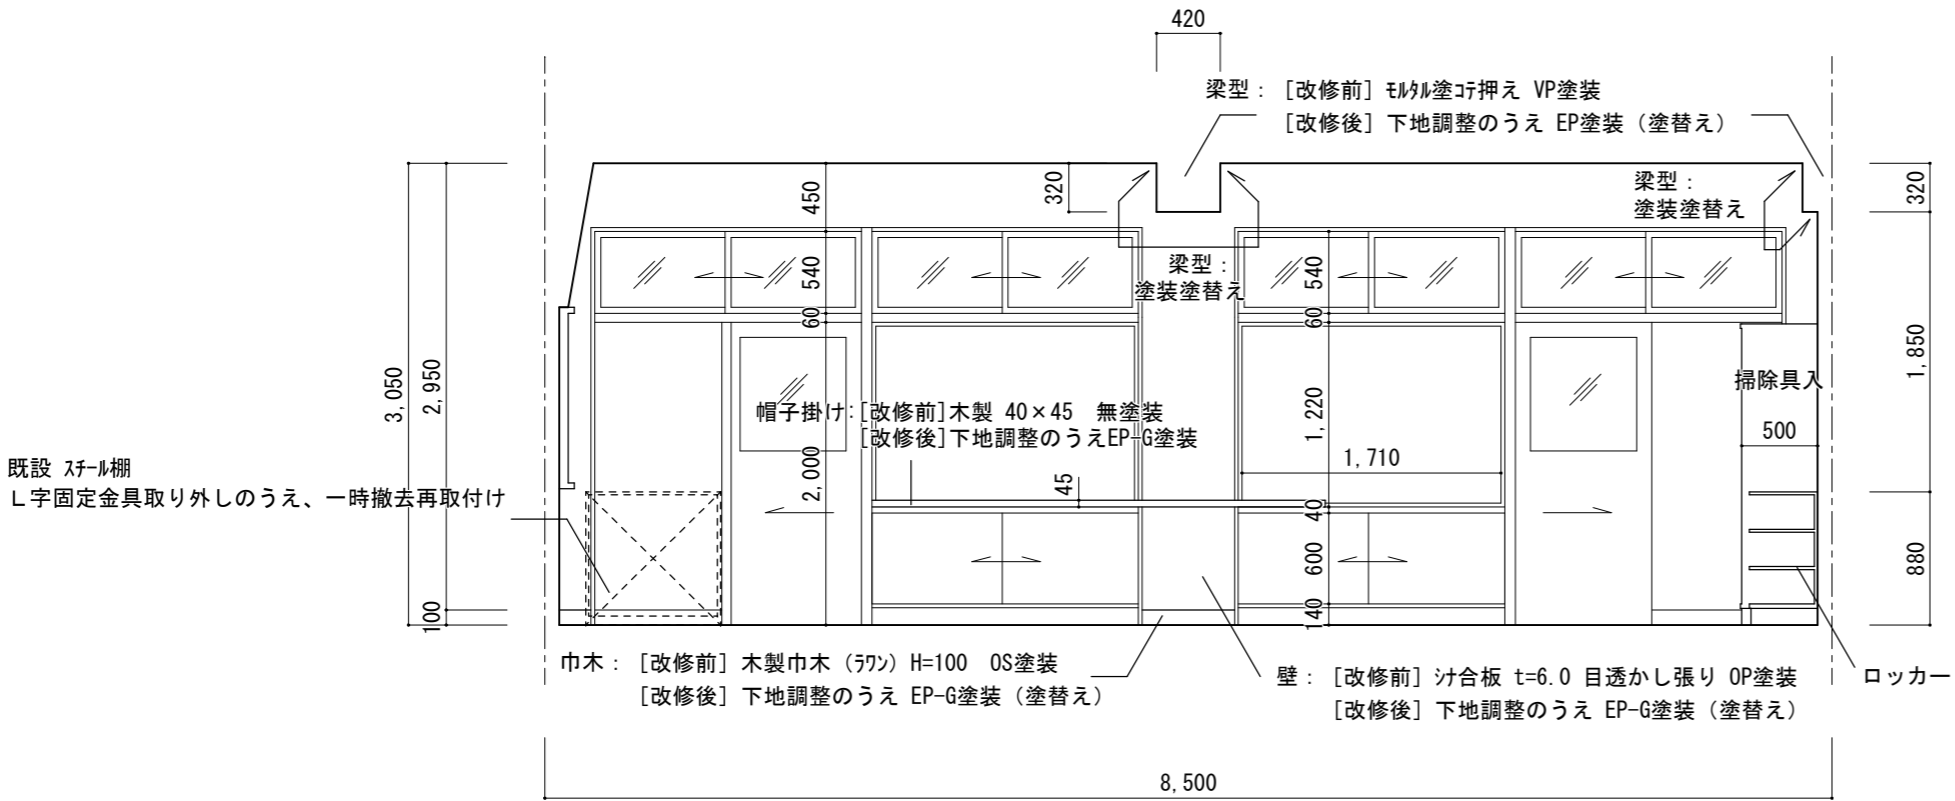 420
梁型： [改修前] モルタル塗コテ押え VP塗装
[改修後] 下地調整のうえ EP塗装（塗替え）
450
320
梁型：
塗装塗替え
320
540
梁型：
塗装塗替え
540
60
60
3,050
2,950
1,850
掃除具入
帽子掛け：[改修前]木製 40×45　無塗装
[改修後]下地調整のうえEP-G塗装
1,220
500
1,710
既設 スチール棚
L字固定金具取り外しのうえ、一時撤去再取付け
2,000
45
40
600
880
100
140
巾木： [改修前] 木製巾木（ラワン）H=100　OS塗装
[改修後] 下地調整のうえ EP-G塗装（塗替え）
壁： [改修前] シナ合板 t=6.0 目透かし張り OP塗装
[改修後] 下地調整のうえ EP-G塗装（塗替え）
ロッカー
8,500